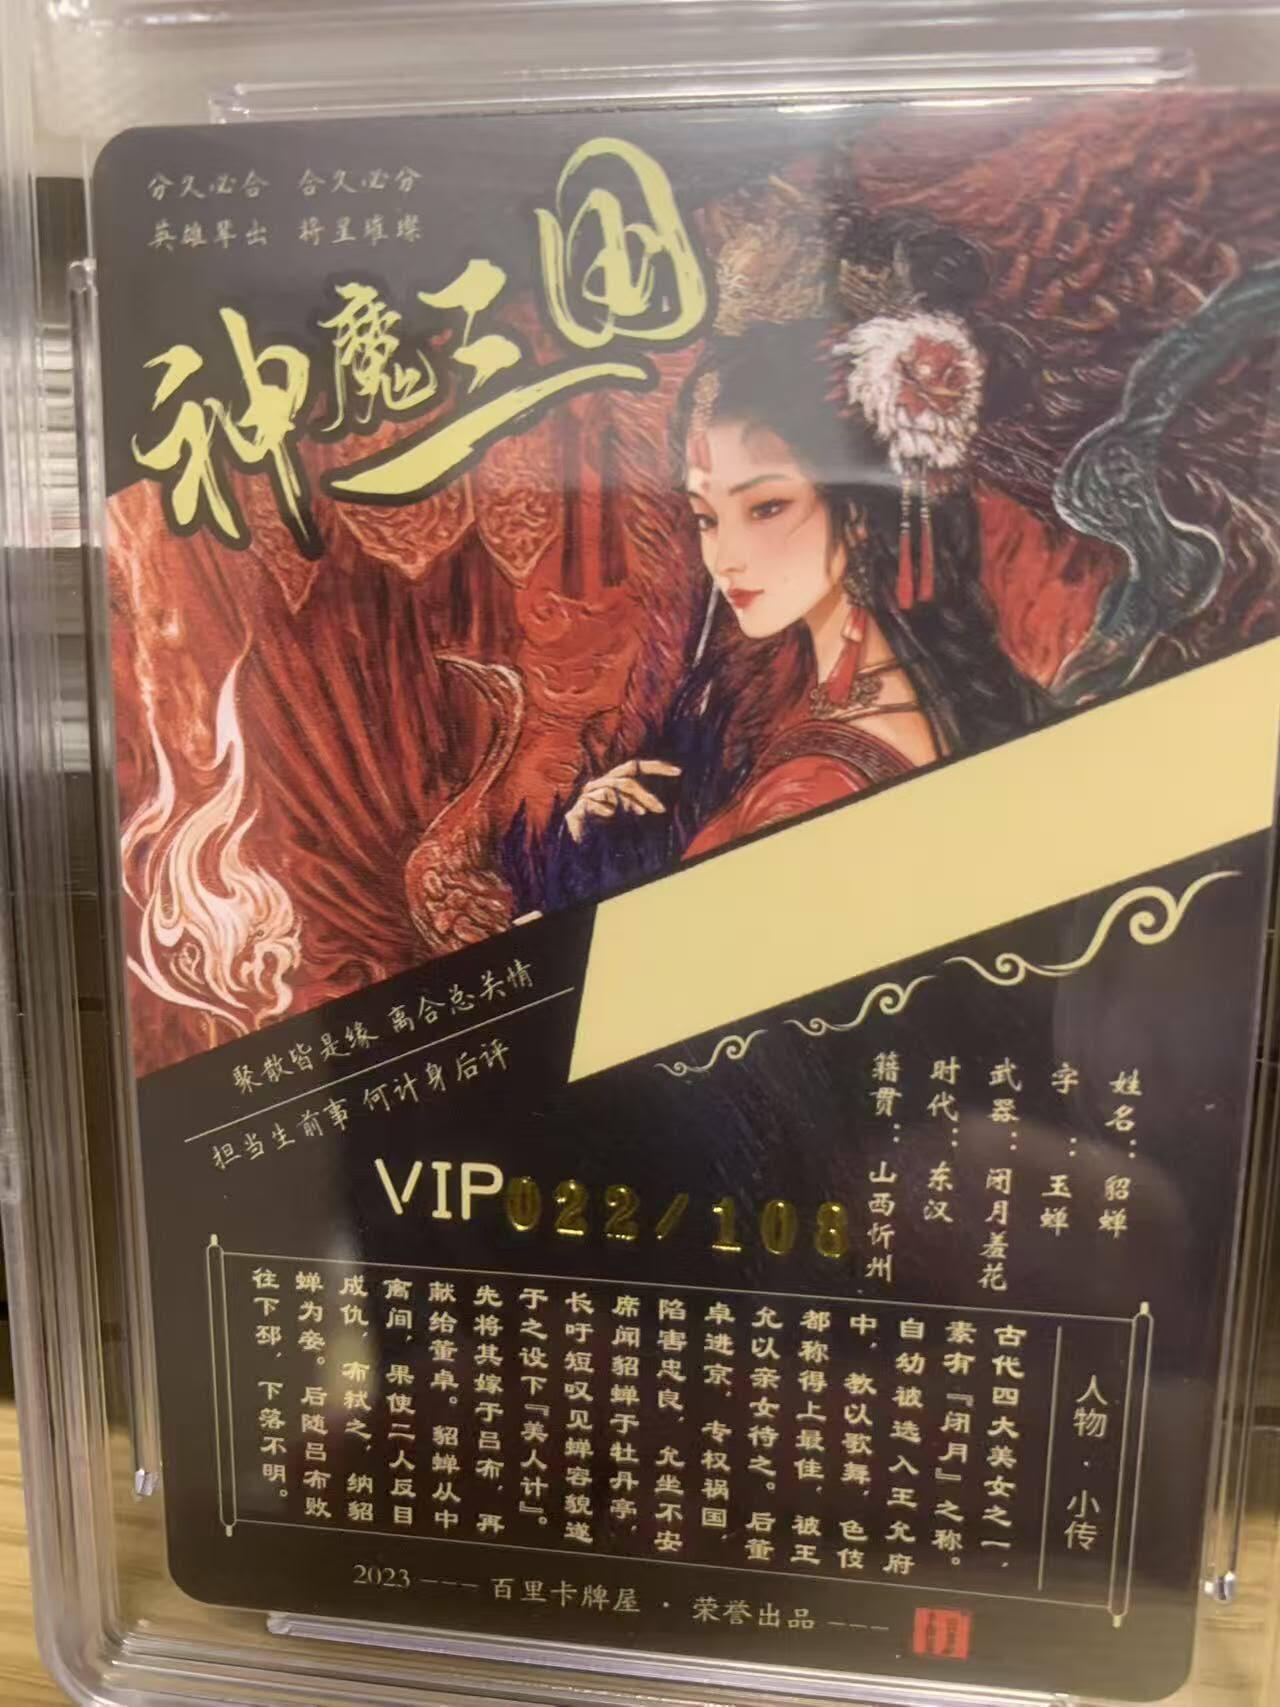 分久必合 合久必分
英雄辈出 将星璀璨
神魔三国
聚散皆是缘 离合总关情
担当生前事 何计身后评
姓名：貂蝉
字：玉蝉
武器：闭月羞花
时代：东汉
籍贯：山西忻州
VIP022/108
人物·小传
古代四大美女之一，
素有『闭月』之称。
自幼被选入王允府
中，教以歌舞，色伎
都称得上最佳，被王
允以亲女待之。后董
卓进京，专权祸国，
陷害忠良，允坐不安
席闻貂蝉于牡丹亭，
长吁短叹见蝉容貌遂
于之设下『美人计』。
先将其嫁于吕布，再
献给董卓。貂蝉从中
离间，果使二人反目
成仇，布弑之，纳貂
蝉为妾。后随吕布败
往下邳，下落不明。
2023 --- 百里卡牌屋 · 荣誉出品 ---